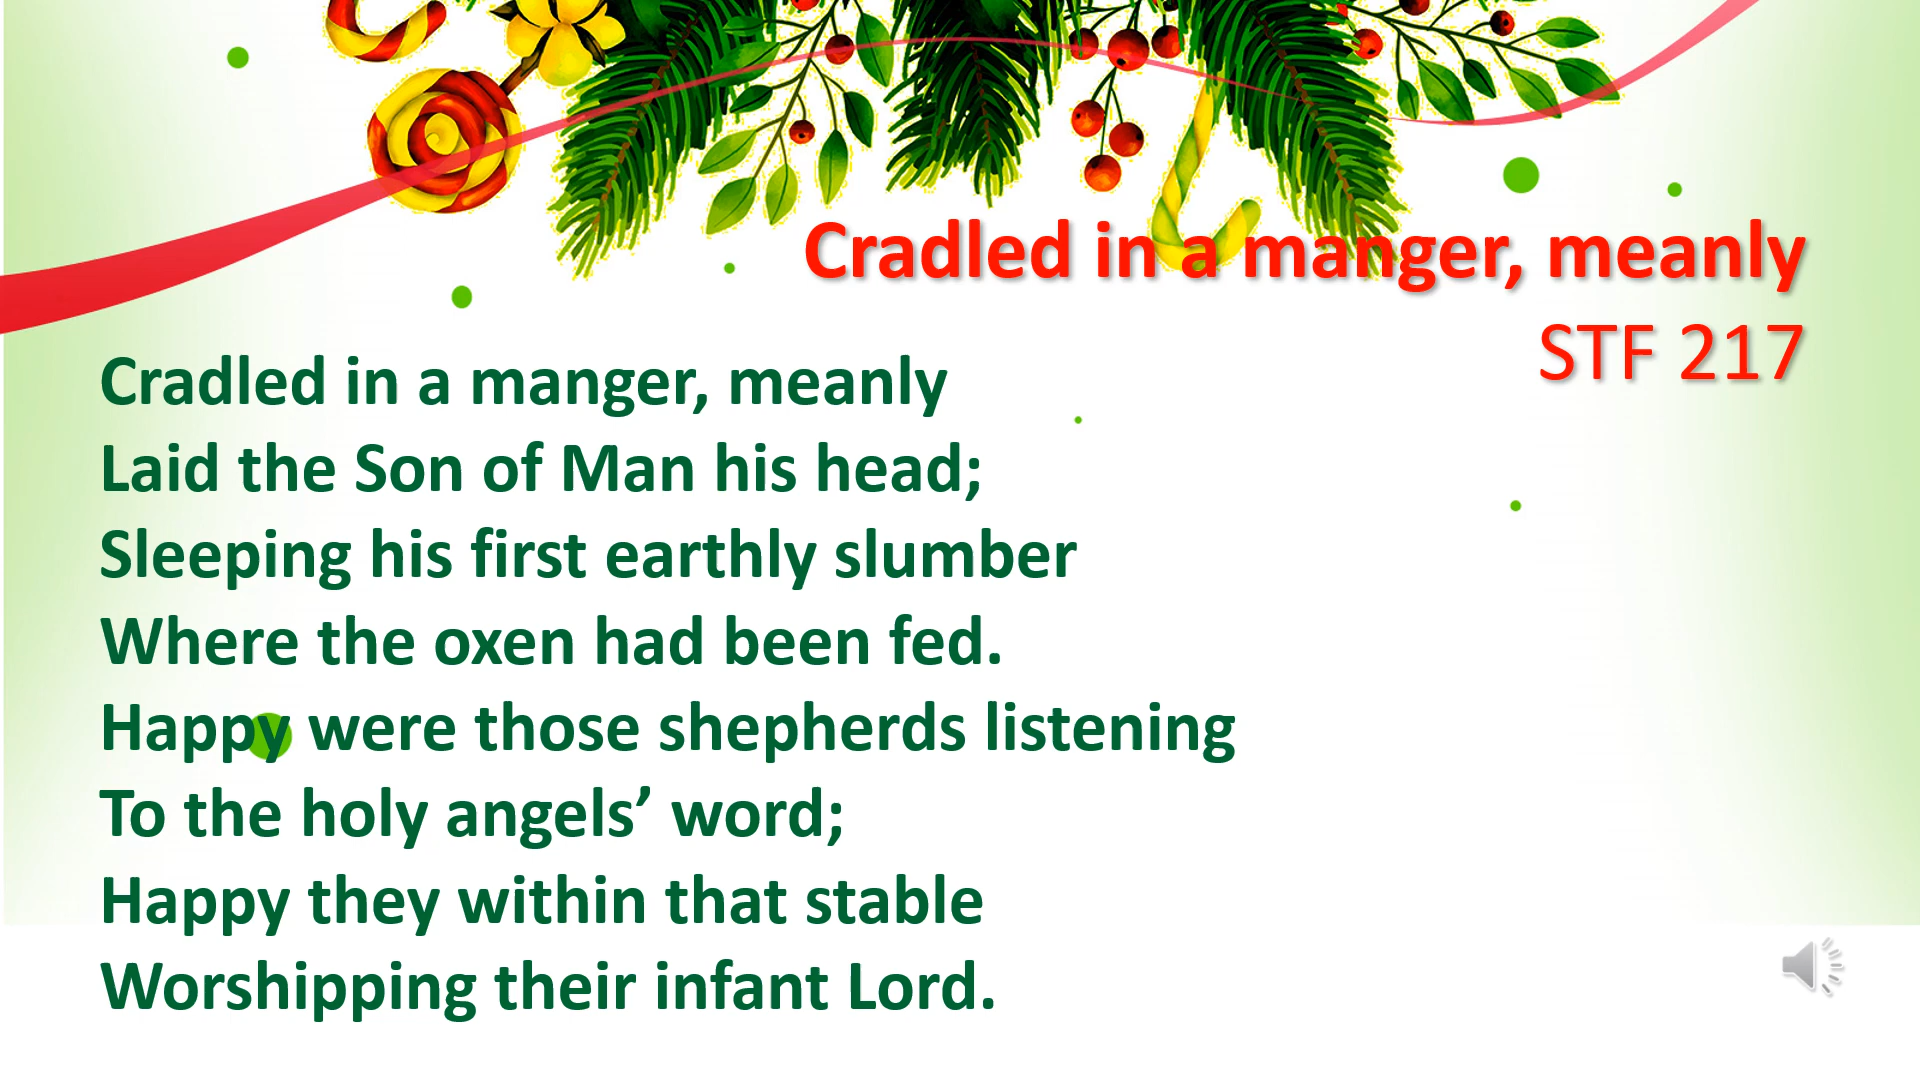 Cradled in a manger, meanly
STF 217
Cradled in a manger, meanly
Laid the Son of Man his head;
Sleeping his first earthly slumber
Where the oxen had been fed.
Happy were those shepherds listening
To the holy angels’ word;
Happy they within that stable
Worshipping their infant Lord.